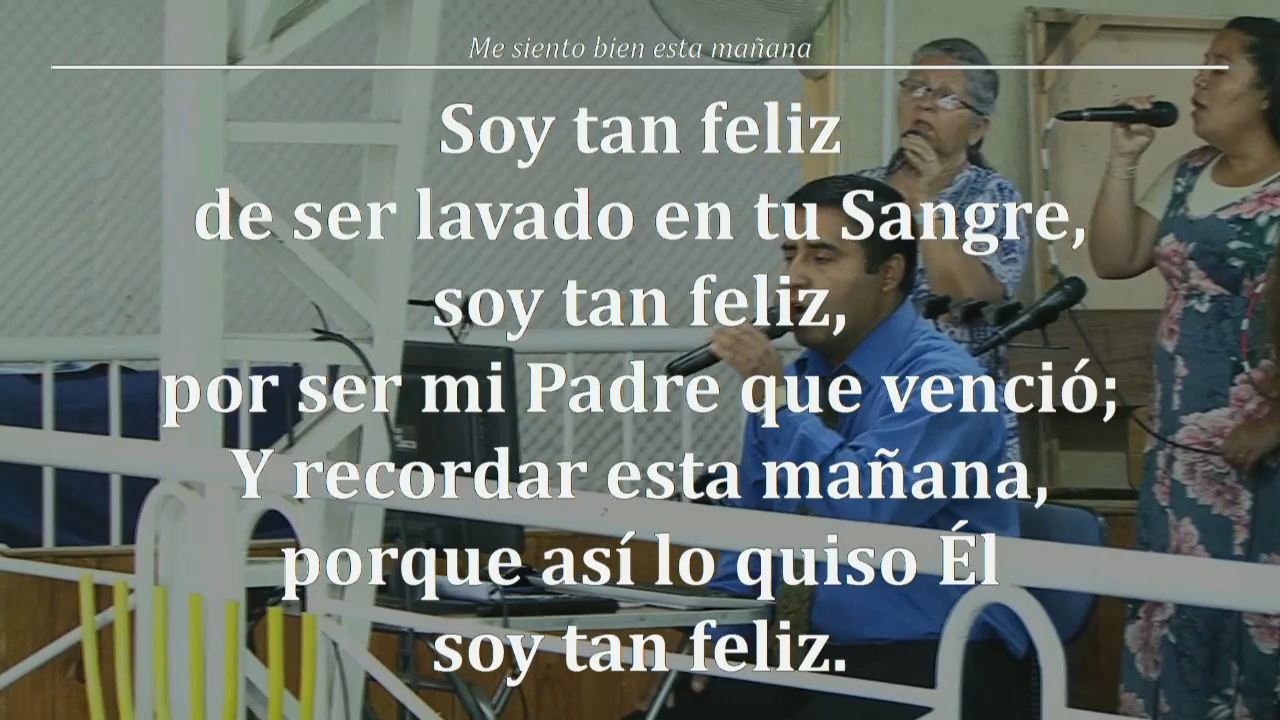 Me siento bien esta mañana
Soy tan feliz
de ser lavado en tu Sangre,
soy tan feliz,
por ser mi Padre que venció;
Y recordar esta mañana,
porque así lo quiso Él
soy tan feliz.